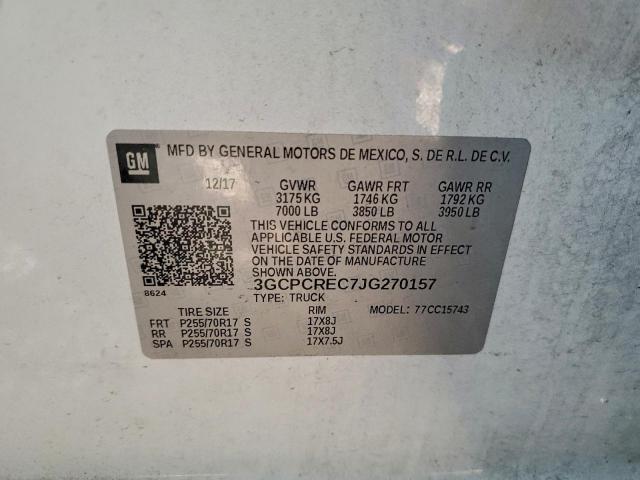 GM MFD BY GENERAL MOTORS DE MEXICO, S. DE R.L. DE C.V.
12/17 GVWR GAWR FRT GAWR RR
3175 KG 1746 KG 1792 KG
7000 LB 3850 LB 3950 LB
THIS VEHICLE CONFORMS TO ALL
APPLICABLE U.S. FEDERAL MOTOR
VEHICLE SAFETY STANDARDS IN EFFECT
ON THE DATE OF MANUFACTURE
SHOWN ABOVE.
8624 3GCPCREC7JG270157
TYPE: TRUCK MODEL: 77CC15743
TIRE SIZE RIM
FRT P255/70R17 S 17X8J
RR P255/70R17 S 17X8J
SPA P255/70R17 S 17X7.5J